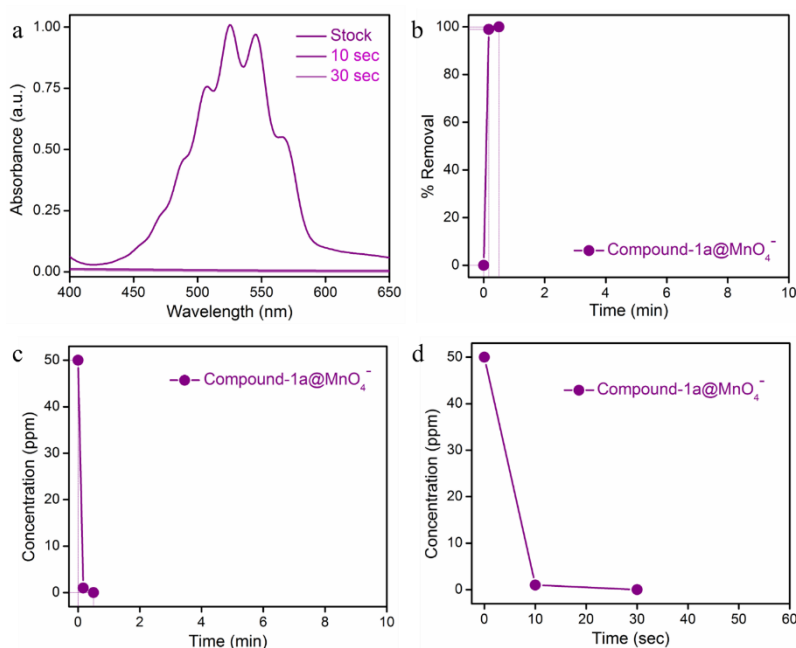 a
Stock
10 sec
30 sec
1.00
0.75
0.50
0.25
0.00
400 450 500 550 600 650
Absorbance (a.u.)
Wavelength (nm)
b
100
80
60
40
20
0
0 2 4 6 8 10
% Removal
Time (min)
Compound-1a@MnO₄⁻
c
50
40
30
20
10
0
0 2 4 6 8 10
Concentration (ppm)
Time (min)
Compound-1a@MnO₄⁻
d
50
40
30
20
10
0
0 10 20 30 40 50 60
Concentration (ppm)
Time (sec)
Compound-1a@MnO₄⁻